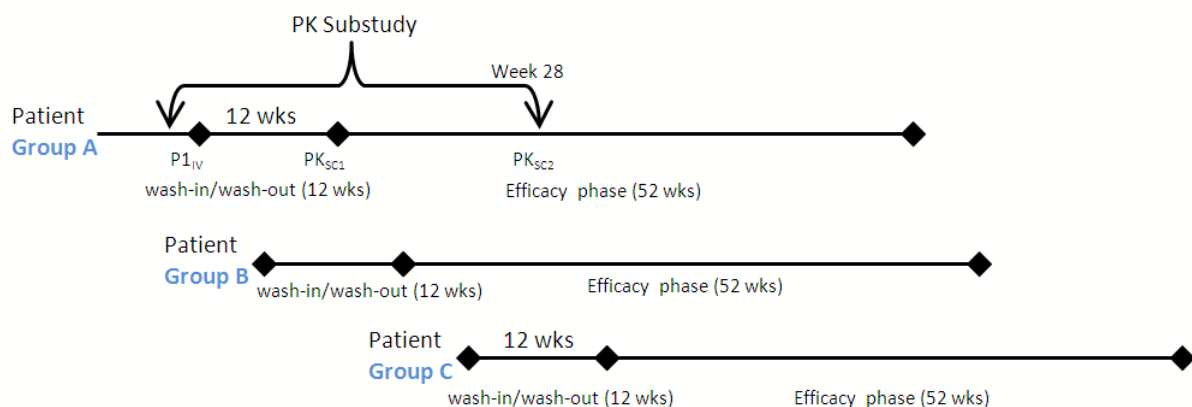 PK Substudy
Week 28
Patient
Group A
12 wks
P1IV
PKSC1
PKSC2
wash-in/wash-out (12 wks)
Efficacy phase (52 wks)
Patient
Group B
wash-in/wash-out (12 wks)
Efficacy phase (52 wks)
Patient
Group C
12 wks
wash-in/wash-out (12 wks)
Efficacy phase (52 wks)